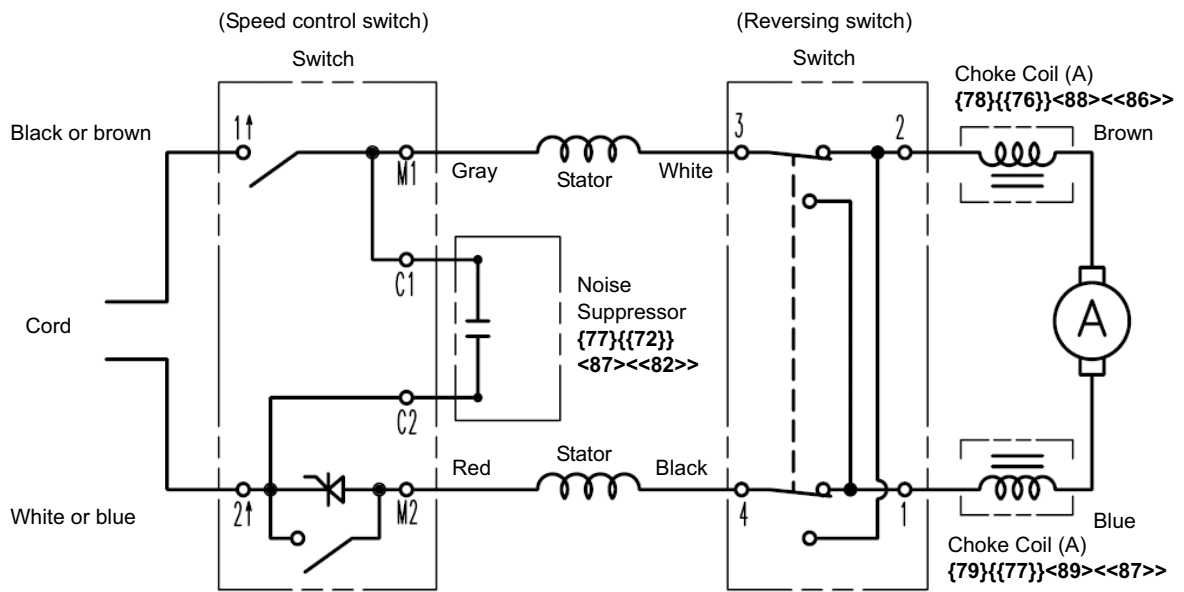 (Speed control switch)
(Reversing switch)
Switch
Switch
Choke Coil (A)
{78}{{76}}<88><<86>>
Black or brown
1↑
3
2
Brown
M1
Gray
Stator
White
C1
Noise
Suppressor
{77}{{72}}
<87><<82>>
Cord
A
C2
Red
Stator
Black
White or blue
2↑
M2
4
1
Blue
Choke Coil (A)
{79}{{77}}<89><<87>>